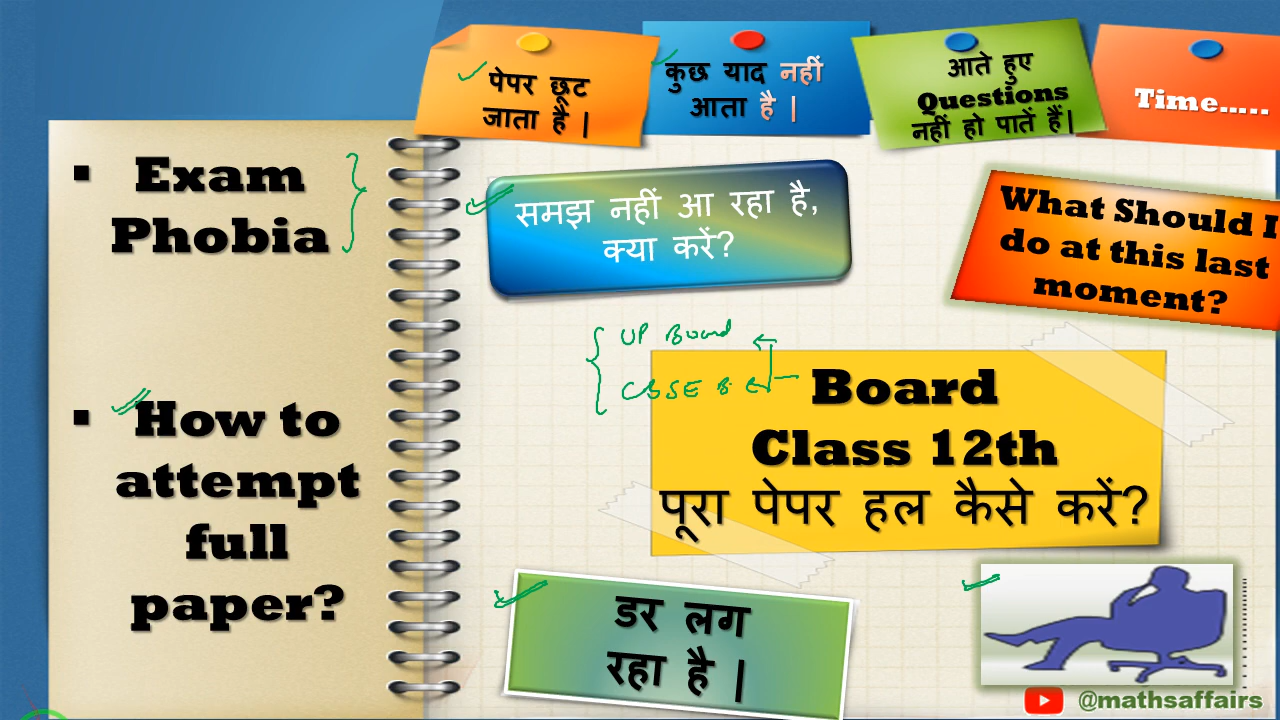 पेपर छूट
जाता है |
कुछ याद नहीं
आता है |
आते हुए
Questions
नहीं हो पातें हैं|
Time.....
▪ Exam
Phobia
समझ नहीं आ रहा है,
क्या करें?
What Should I
do at this last
moment?
UP Board
CBSE B
Board
Class 12th
पूरा पेपर हल कैसे करें?
▪ How to
attempt
full
paper?
डर लग
रहा है |
@mathsaffairs